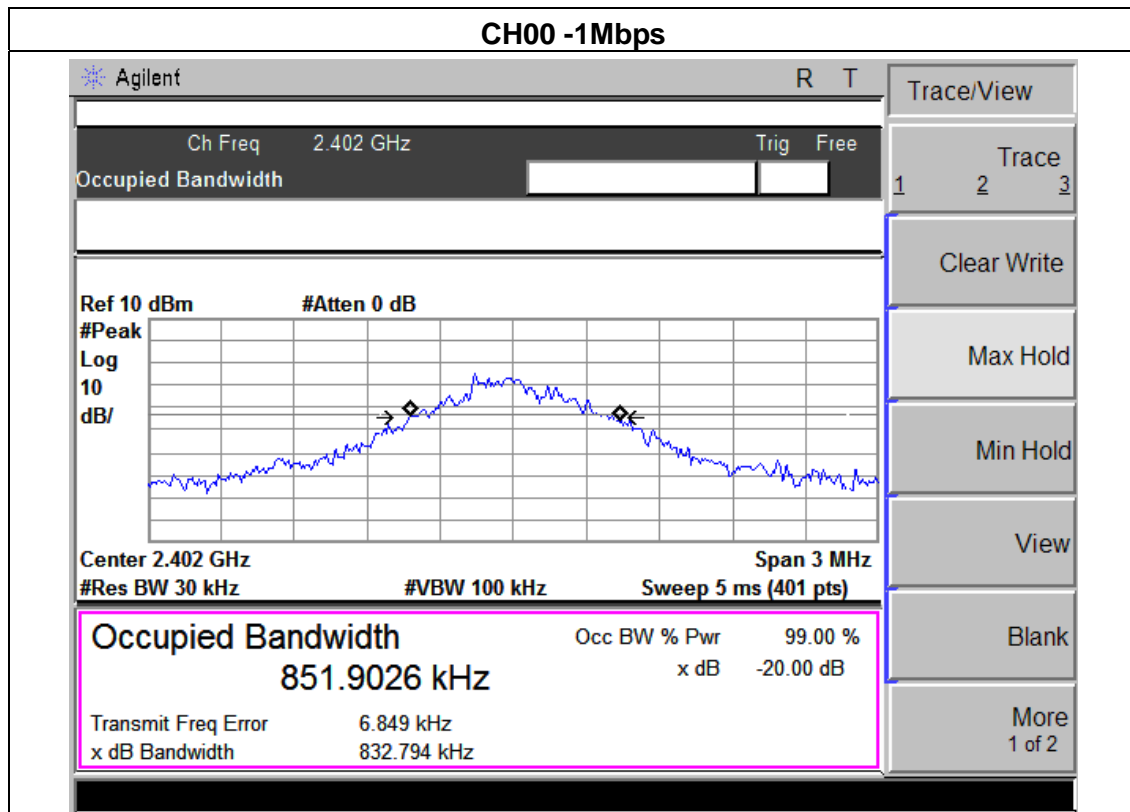 CH00 -1Mbps
Agilent R T
Trace/View
Ch Freq 2.402 GHz Trig Free
Occupied Bandwidth
Trace
1 2 3
Clear Write
Ref 10 dBm #Atten 0 dB
#Peak
Log
10
dB/
Max Hold
Min Hold
View
Center 2.402 GHz Span 3 MHz
#Res BW 30 kHz #VBW 100 kHz Sweep 5 ms (401 pts)
Occupied Bandwidth Occ BW % Pwr 99.00 %
851.9026 kHz x dB -20.00 dB
Transmit Freq Error 6.849 kHz
x dB Bandwidth 832.794 kHz
Blank
More
1 of 2